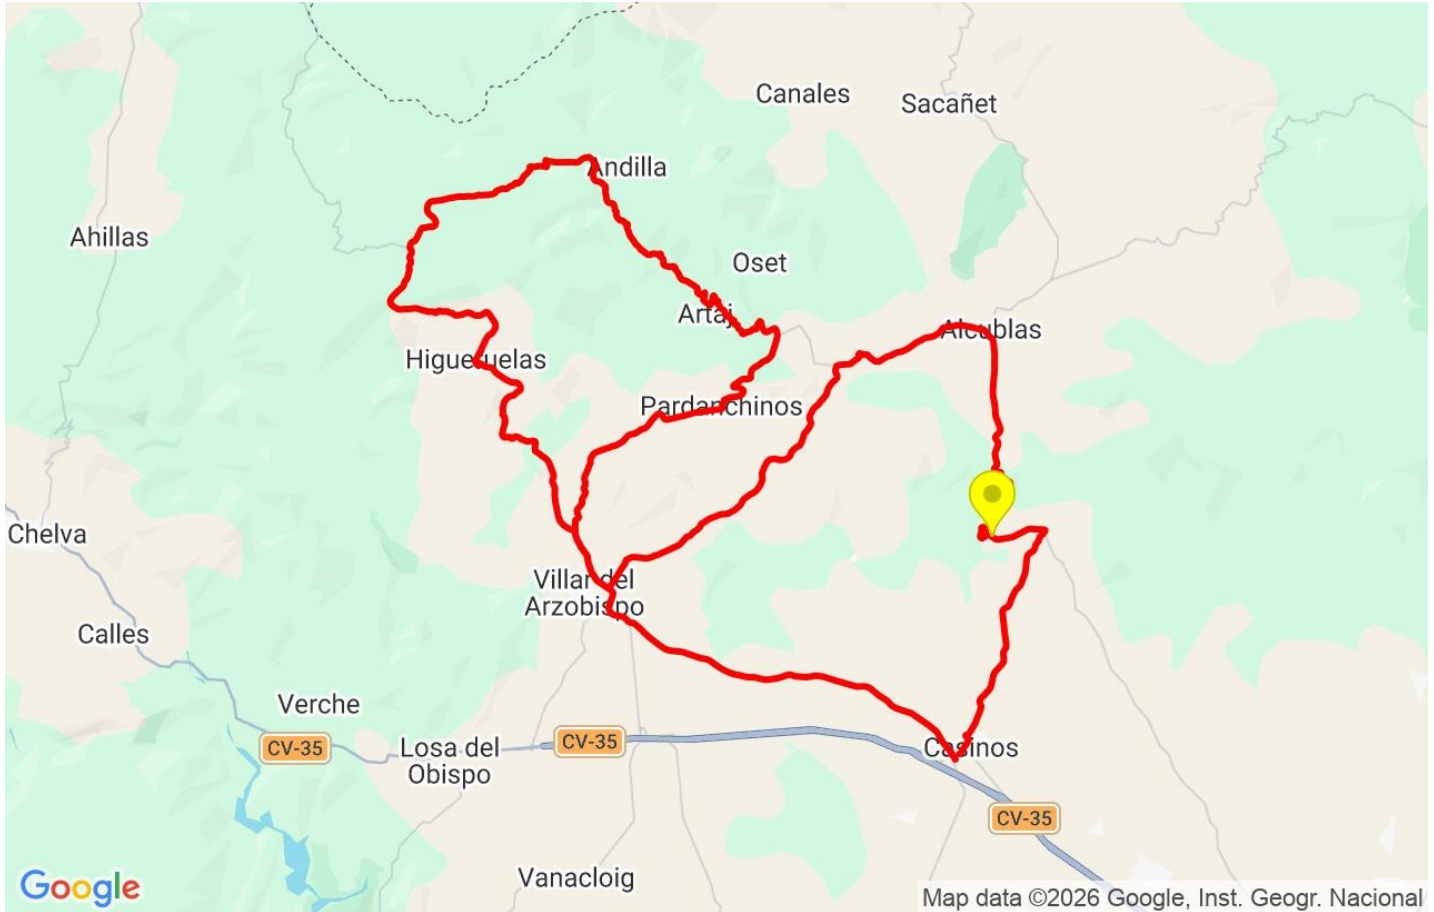 Canales
Sacañet
Andilla
Ahillas
Oset
Artaj
Alcublas
Higueruelas
Pardanchinos
Chelva
Villar del
Arzobispo
Calles
Verche
CV-35
Losa del
Obispo
CV-35
Casinos
CV-35
Vanacloig
Google
Map data ©2026 Google, Inst. Geogr. Nacional